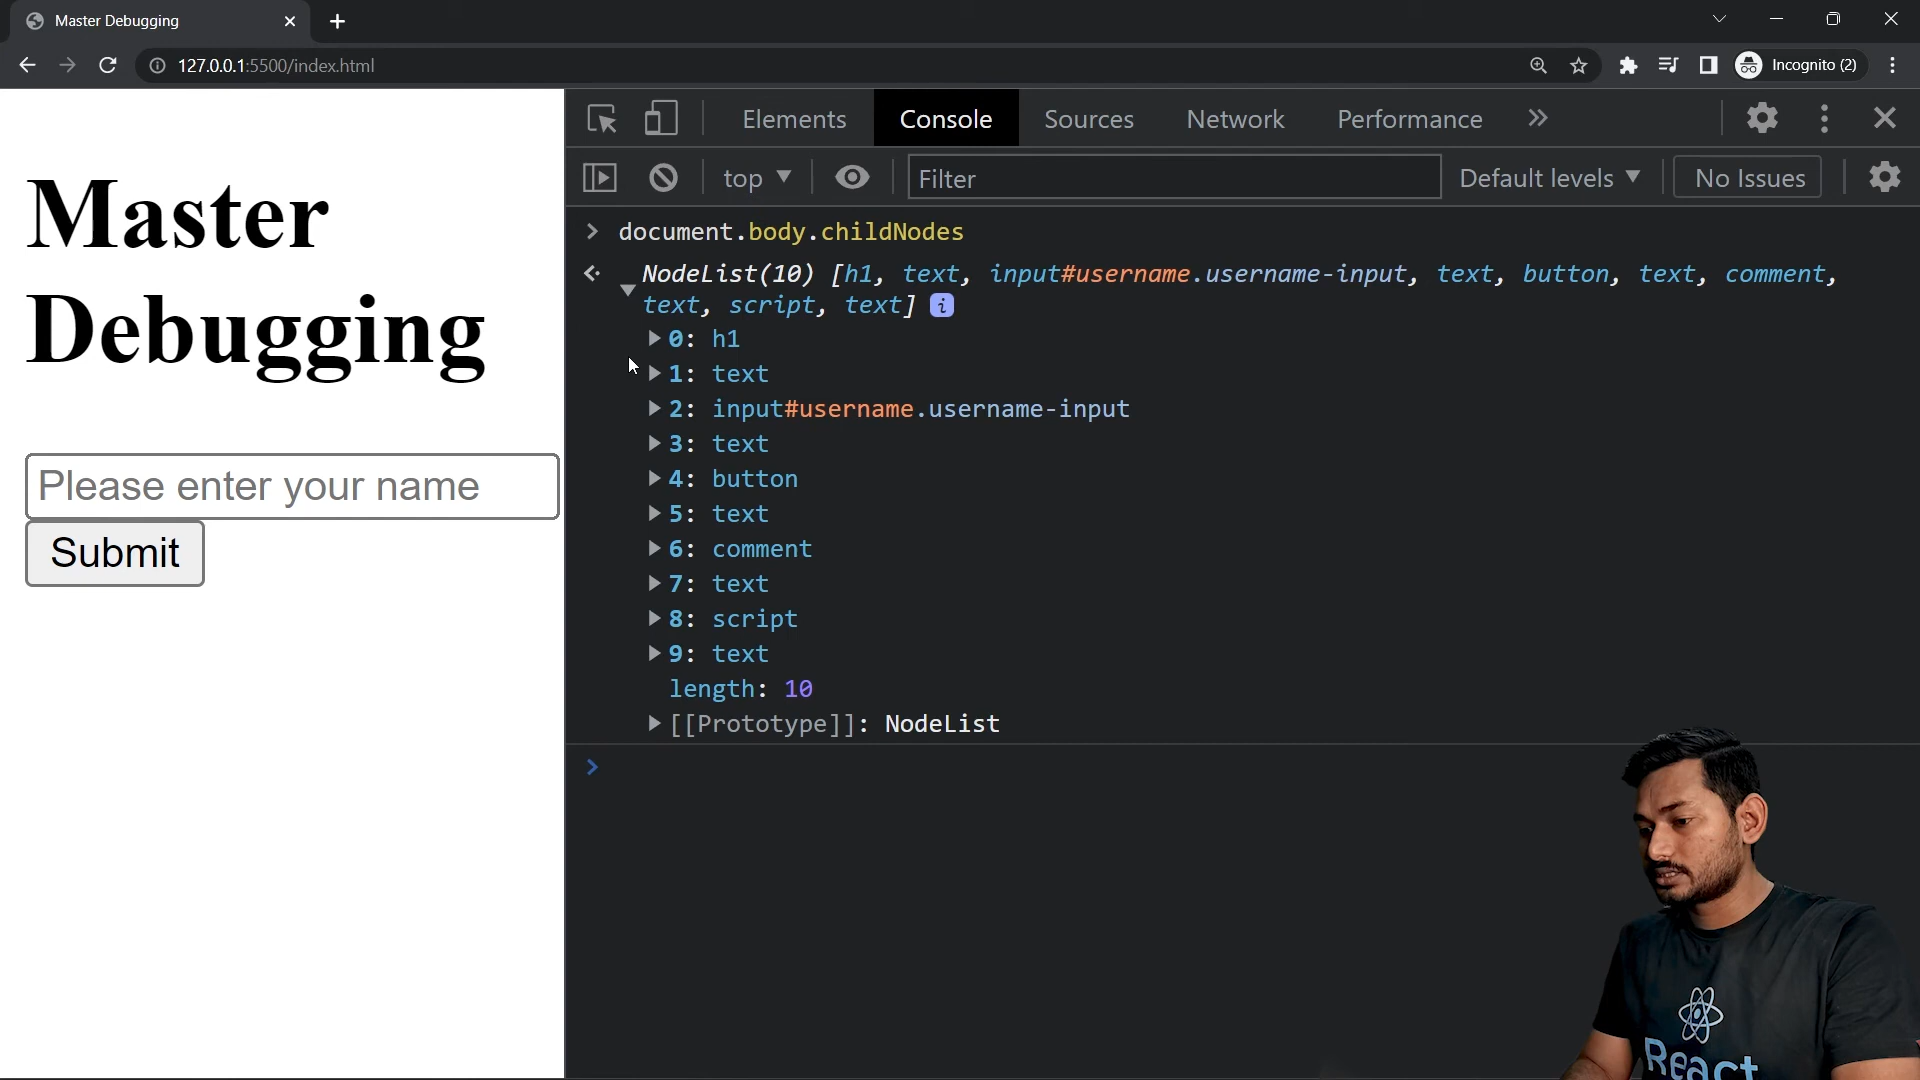 Master Debugging
127.0.0.1:5500/index.html
Incognito (2)
Master
Debugging
Please enter your name
Submit
Elements Console Sources Network Performance
top Filter Default levels No Issues
document.body.childNodes
NodeList(10) [h1, text, input#username.username-input, text, button, text, comment,
text, script, text] i
0: h1
1: text
2: input#username.username-input
3: text
4: button
5: text
6: comment
7: text
8: script
9: text
length: 10
[[Prototype]]: NodeList
React